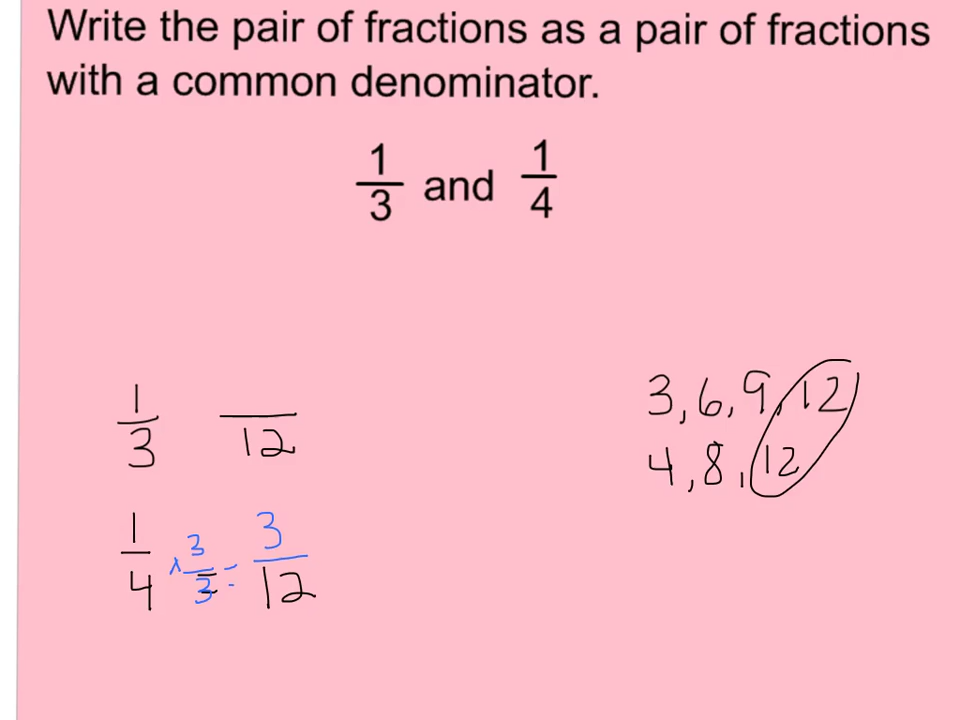 Write the pair of fractions as a pair of fractions
with a common denominator.
1/3 and 1/4
3, 6, 9, 12
4, 8, 12
1/3 /12
1/4 × 3/3 = 3/12